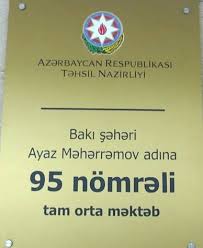 AZƏRBAYCAN RESPUBLİKASI
TƏHSİL NAZİRLİYİ
Bakı şəhəri
Ayaz Məhərrəmov adına
95 nömrəli
tam orta məktəb